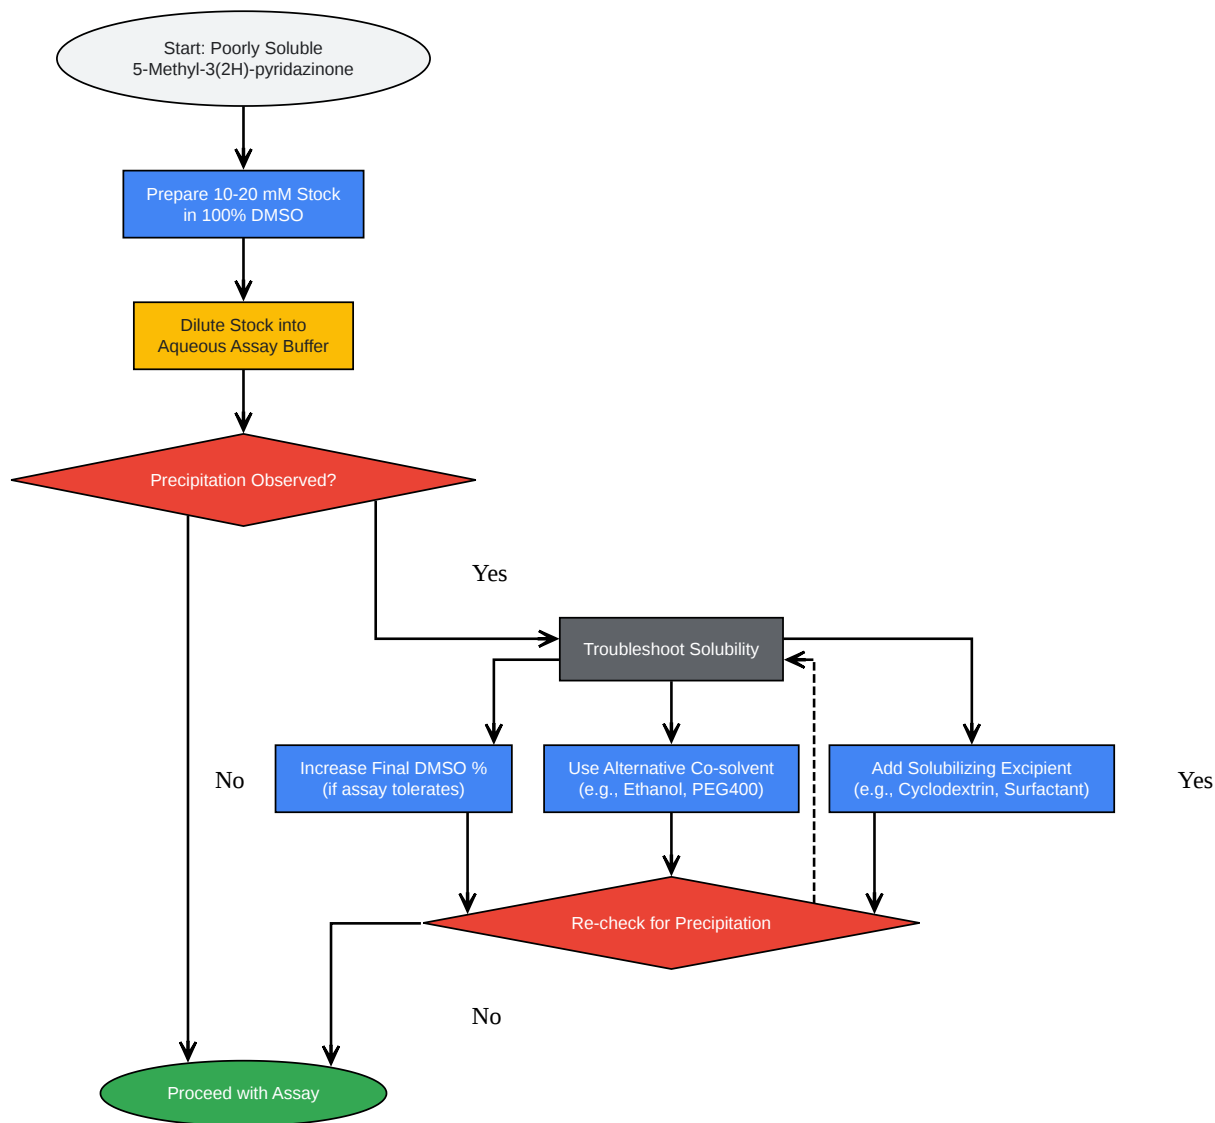 Start: Poorly Soluble
5-Methyl-3(2H)-pyridazinone
Prepare 10-20 mM Stock
in 100% DMSO
Dilute Stock into
Aqueous Assay Buffer
Precipitation Observed?
Yes
Troubleshoot Solubility
No
Increase Final DMSO %
(if assay tolerates)
Use Alternative Co-solvent
(e.g., Ethanol, PEG400)
Add Solubilizing Excipient
(e.g., Cyclodextrin, Surfactant)
Yes
Re-check for Precipitation
No
Proceed with Assay